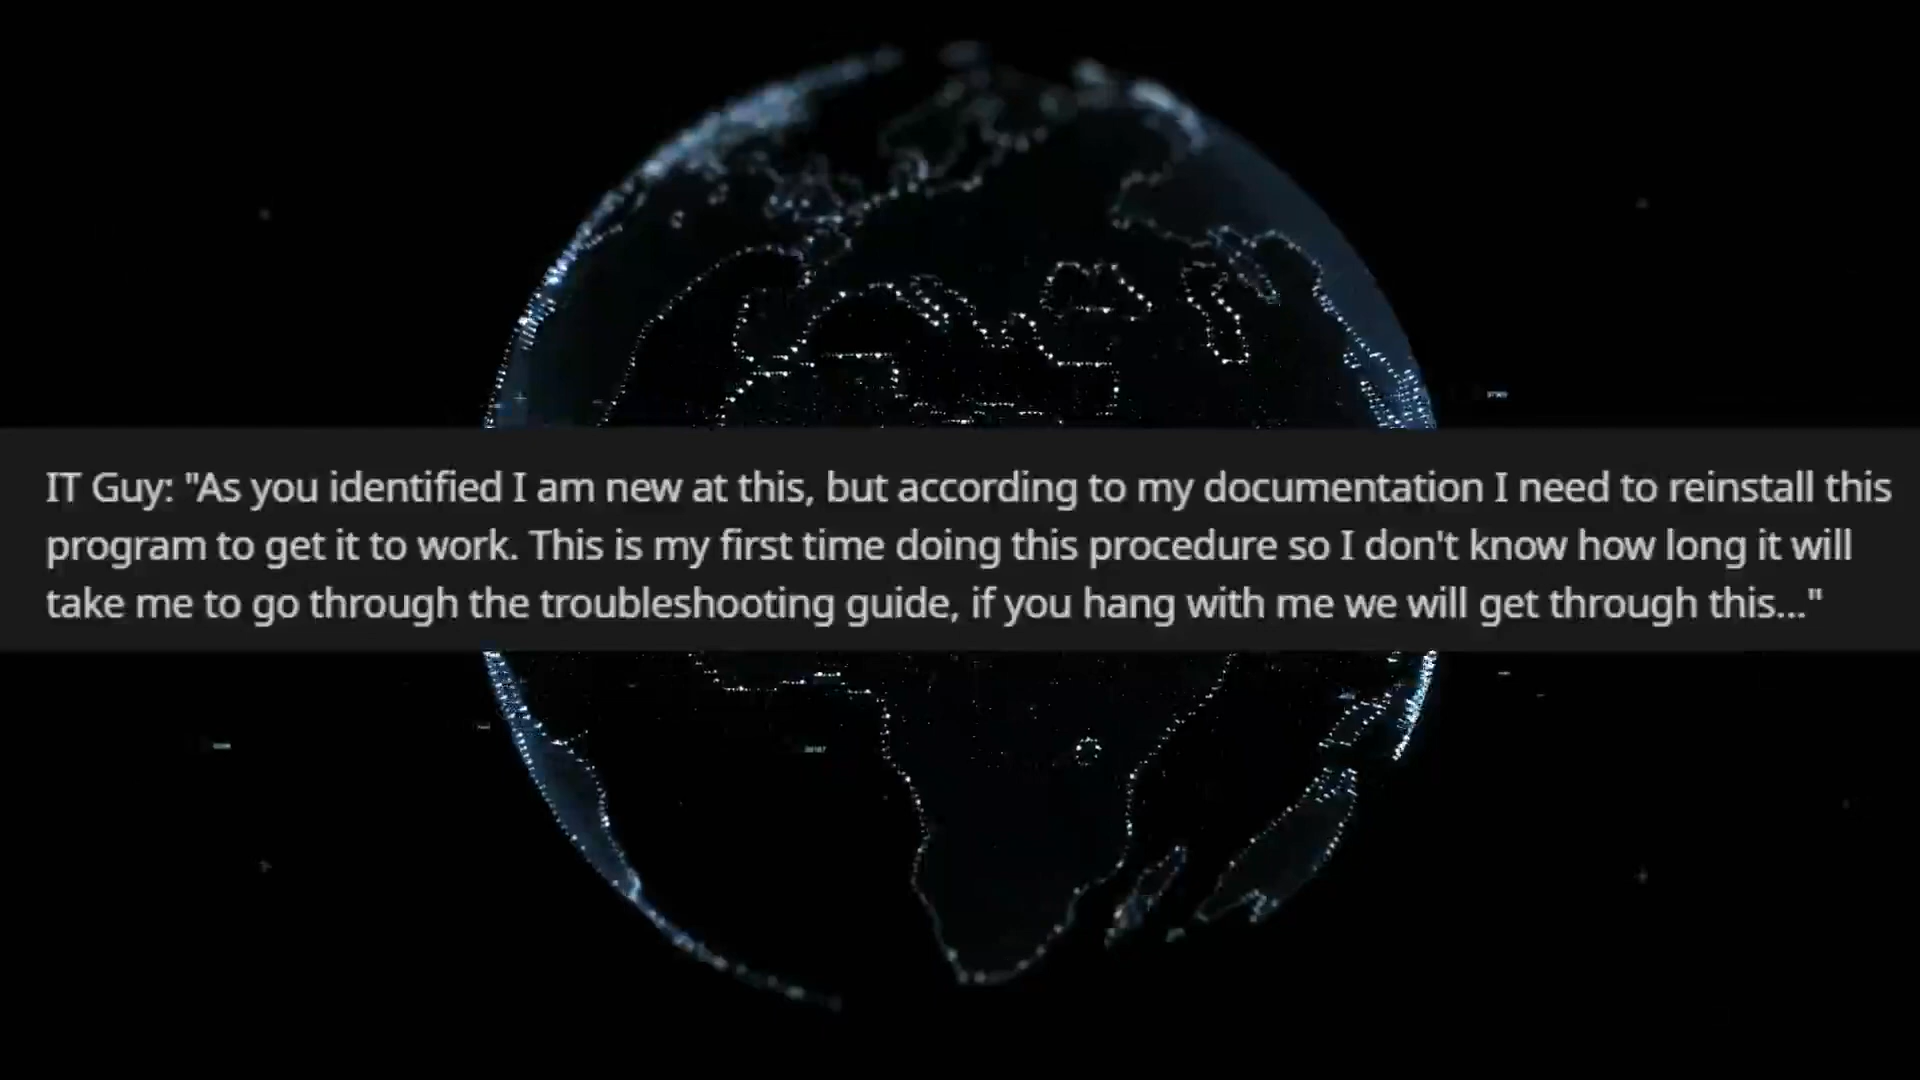 IT Guy: "As you identified I am new at this, but according to my documentation I need to reinstall this
program to get it to work. This is my first time doing this procedure so I don't know how long it will
take me to go through the troubleshooting guide, if you hang with me we will get through this..."